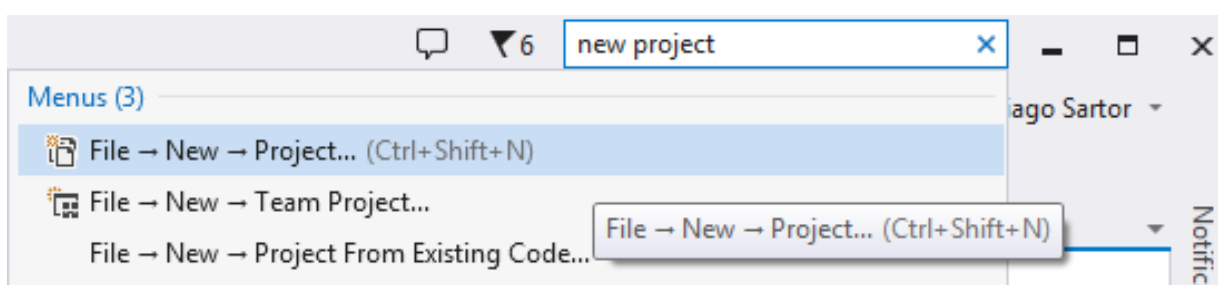 6 new project
Menus (3)
iago Sartor
File → New → Project... (Ctrl+Shift+N)
File → New → Team Project...
File → New → Project... (Ctrl+Shift+N)
File → New → Project From Existing Code...
Notific